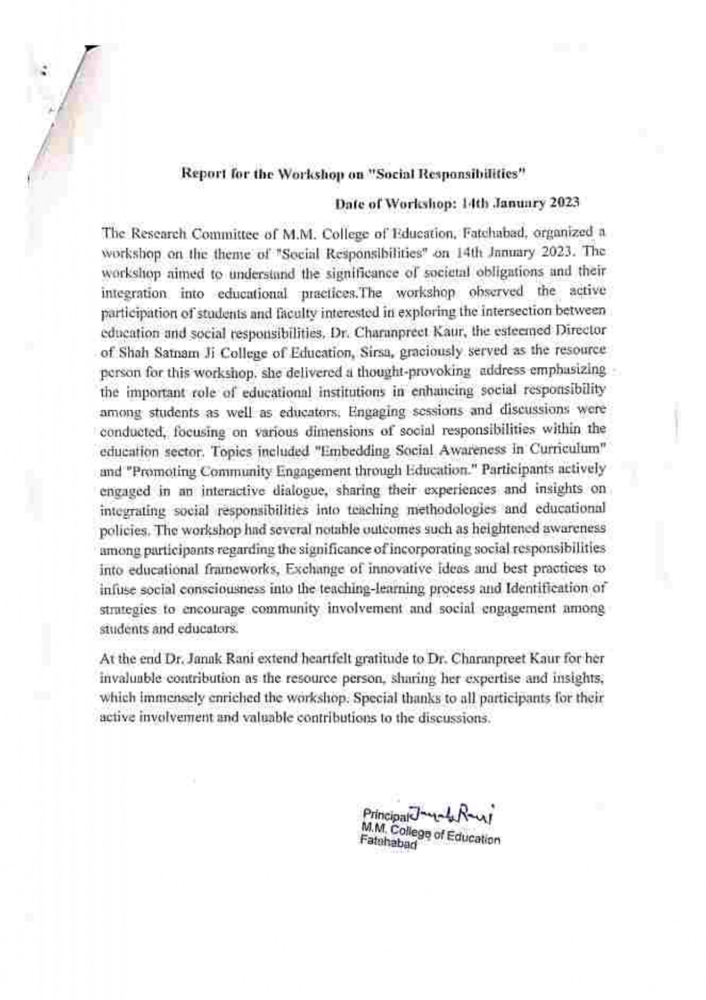 Report for the Workshop on "Social Responsibilities"
Date of Workshop: 14th January 2023
The Research Committee of M.M. College of Education, Fatehabad, organized a
workshop on the theme of "Social Responsibilities" on 14th January 2023. The
workshop aimed to understand the significance of societal obligations and their
integration into educational practices.The workshop observed the active
participation of students and faculty interested in exploring the intersection between
education and social responsibilities. Dr. Charanpreet Kaur, the esteemed Director
of Shah Satnam Ji College of Education, Sirsa, graciously served as the resource
person for this workshop. she delivered a thought-provoking address emphasizing
the important role of educational institutions in enhancing social responsibility
among students as well as educators. Engaging sessions and discussions were
conducted, focusing on various dimensions of social responsibilities within the
education sector. Topics included "Embedding Social Awareness in Curriculum"
and "Promoting Community Engagement through Education." Participants actively
engaged in an interactive dialogue, sharing their experiences and insights on
integrating social responsibilities into teaching methodologies and educational
policies. The workshop had several notable outcomes such as heightened awareness
among participants regarding the significance of incorporating social responsibilities
into educational frameworks, Exchange of innovative ideas and best practices to
infuse social consciousness into the teaching-learning process and Identification of
strategies to encourage community involvement and social engagement among
students and educators.
At the end Dr. Janak Rani extend heartfelt gratitude to Dr. Charanpreet Kaur for her
invaluable contribution as the resource person, sharing her expertise and insights,
which immensely enriched the workshop. Special thanks to all participants for their
active involvement and valuable contributions to the discussions.
Principal Janak Rani
M.M. College of Education
Fatehabad